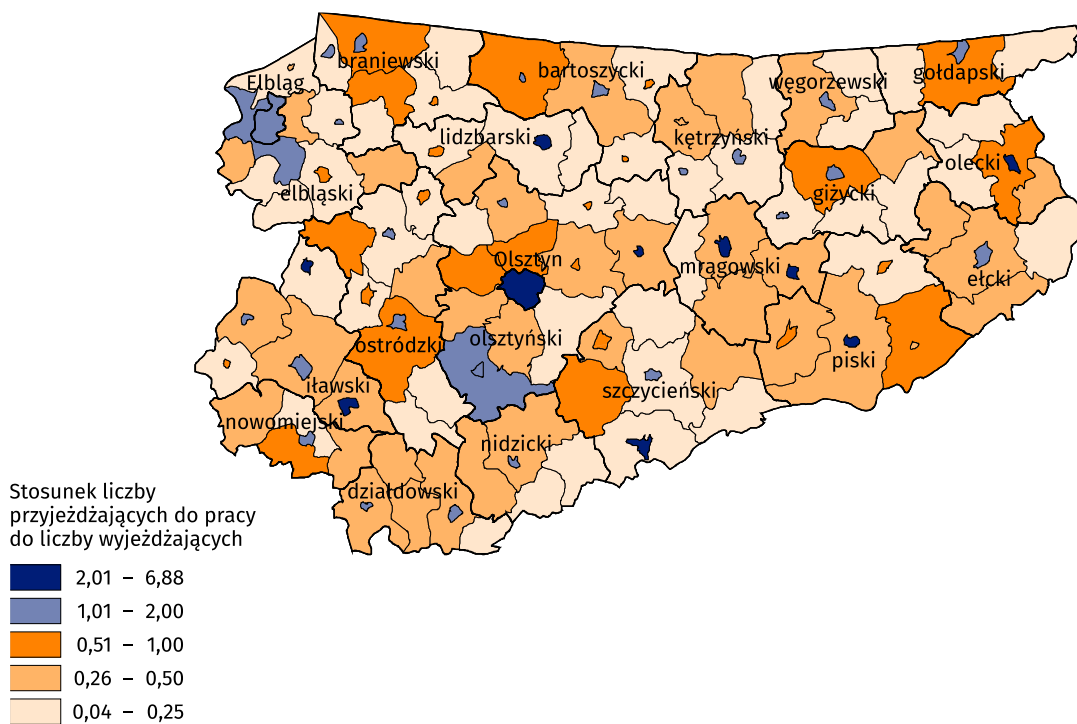 braniewski
Elbląg
bartoszycki
węgorzewski
gołdapski
lidzbarski
kętrzyński
olecki
elbląski
giżycki
Olsztyn
mrągowski
ełcki
ostródzki
olsztyński
piski
iławski
szczycieński
nowomiejski
nidzicki
działdowski
Stosunek liczby
przyjeżdżających do pracy
do liczby wyjeżdżających
2,01 – 6,88
1,01 – 2,00
0,51 – 1,00
0,26 – 0,50
0,04 – 0,25